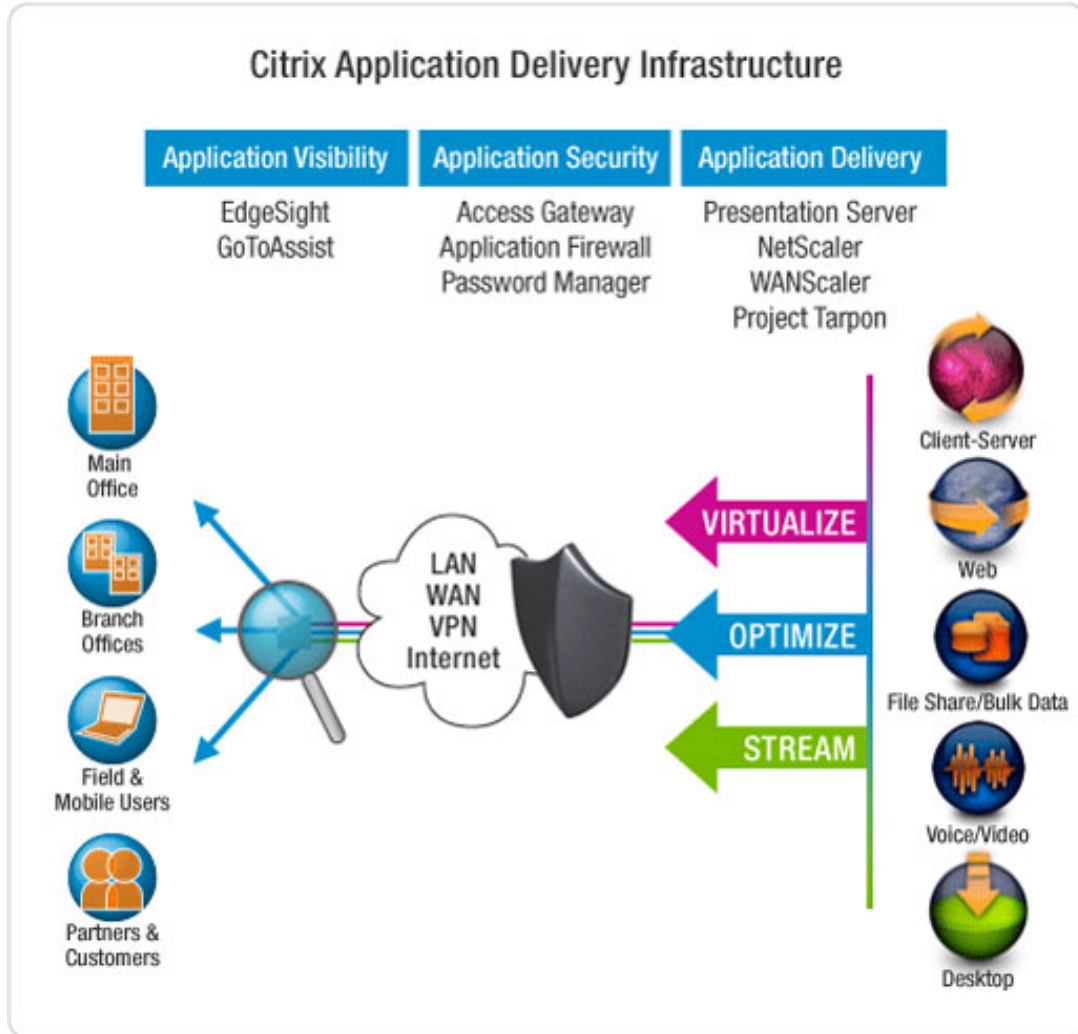 Citrix Application Delivery Infrastructure
Application Visibility
EdgeSight
GoToAssist
Application Security
Access Gateway
Application Firewall
Password Manager
Application Delivery
Presentation Server
NetScaler
WANScaler
Project Tarpon
Main
Office
Branch
Offices
Field &
Mobile Users
Partners &
Customers
LAN
WAN
VPN
Internet
VIRTUALIZE
OPTIMIZE
STREAM
Client-Server
Web
File Share/Bulk Data
Voice/Video
Desktop